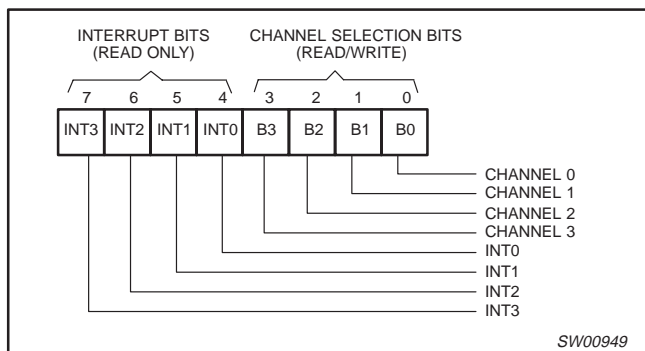 INTERRUPT BITS CHANNEL SELECTION BITS
(READ ONLY) (READ/WRITE)
7 6 5 4 3 2 1 0
INT3 INT2 INT1 INT0 B3 B2 B1 B0
CHANNEL 0
CHANNEL 1
CHANNEL 2
CHANNEL 3
INT0
INT1
INT2
INT3
SW00949